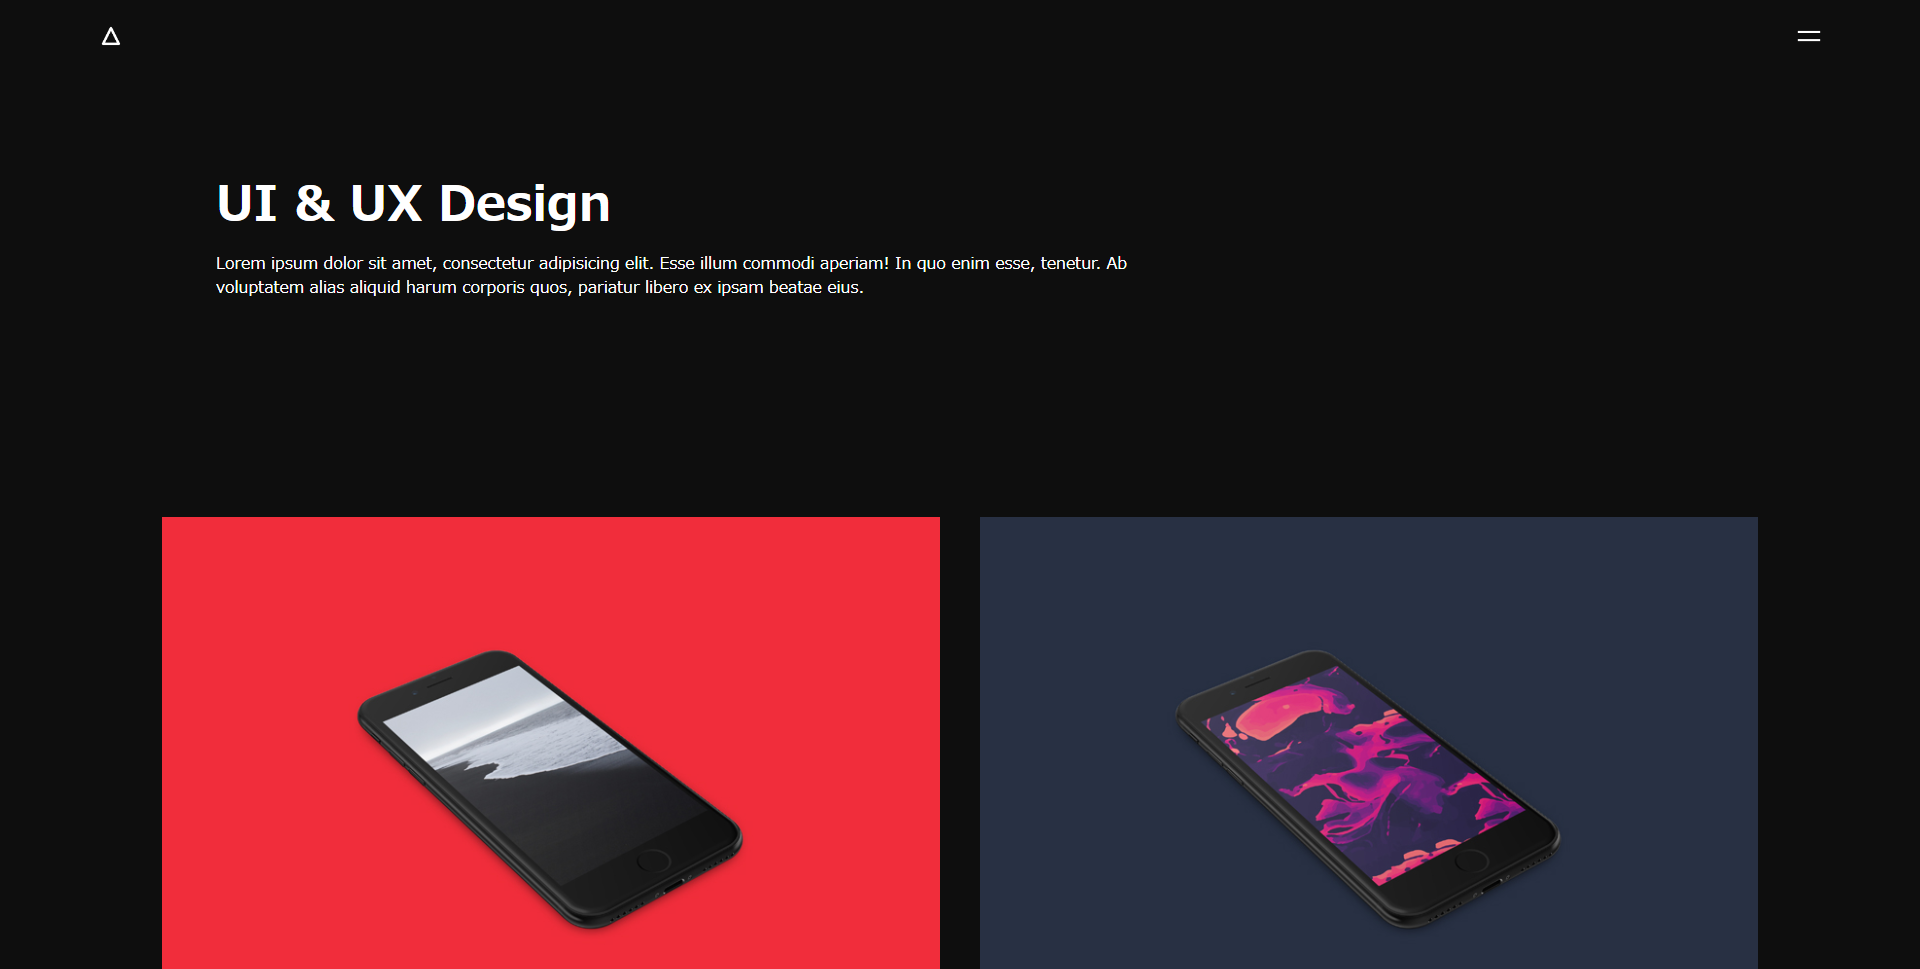 UI & UX Design
Lorem ipsum dolor sit amet, consectetur adipisicing elit. Esse illum commodi aperiam! In quo enim esse, tenetur. Ab
voluptatem alias aliquid harum corporis quos, pariatur libero ex ipsam beatae eius.